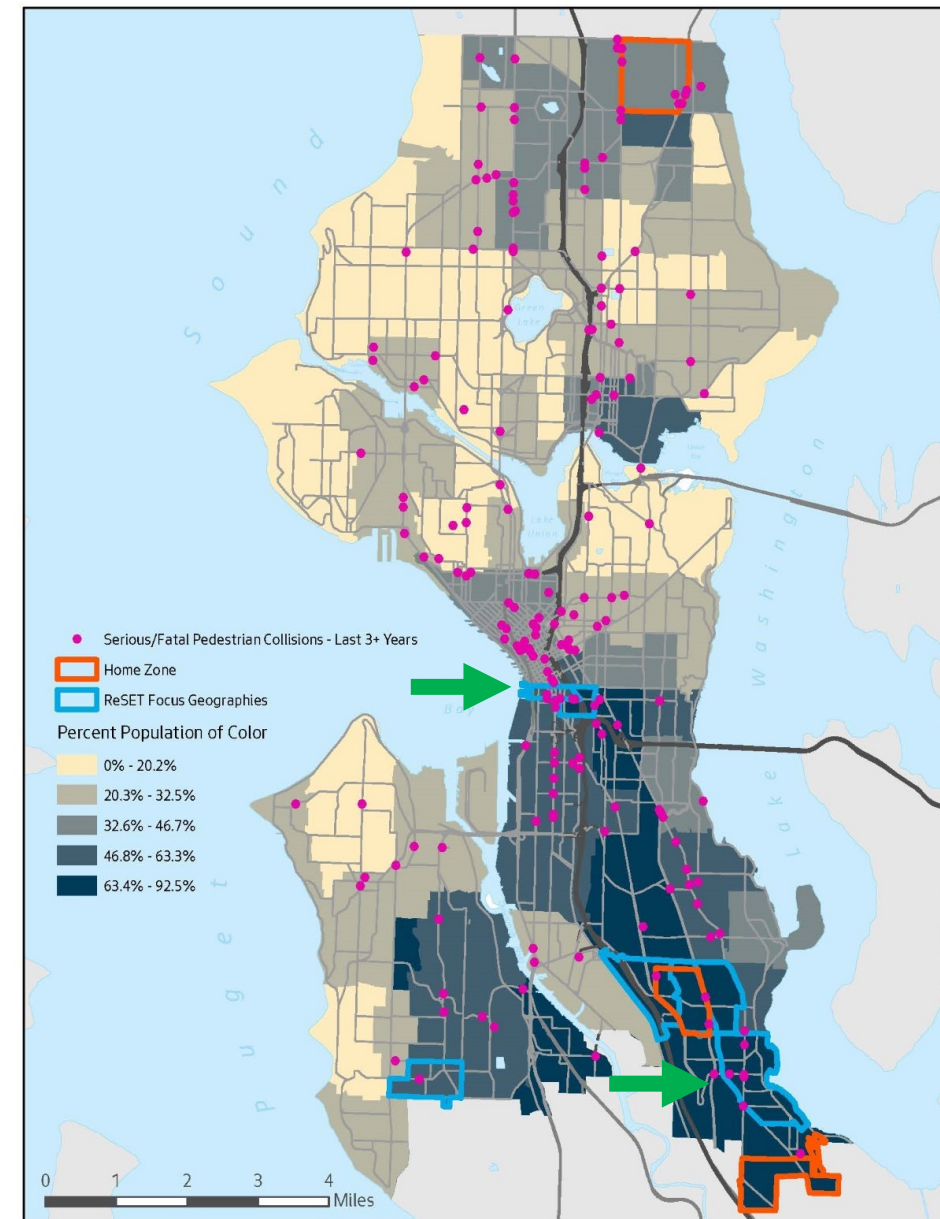 Sound
Green
Lake
Lake
Union
Washington
Lake
Bay
Puget
Serious/Fatal Pedestrian Collisions - Last 3+ Years
Home Zone
ReSET Focus Geographies
Percent Population of Color
0% - 20.2%
20.3% - 32.5%
32.6% - 46.7%
46.8% - 63.3%
63.4% - 92.5%
0 1 2 3 4
Miles